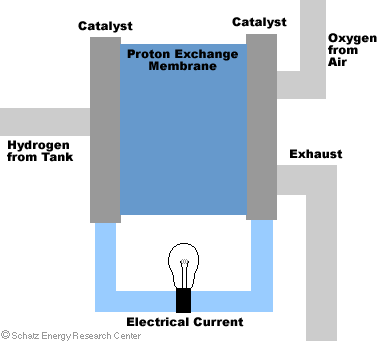 Catalyst
Catalyst
Oxygen
from
Air
Proton Exchange
Membrane
Hydrogen
from Tank
Exhaust
Electrical Current
© Schatz Energy Research Center